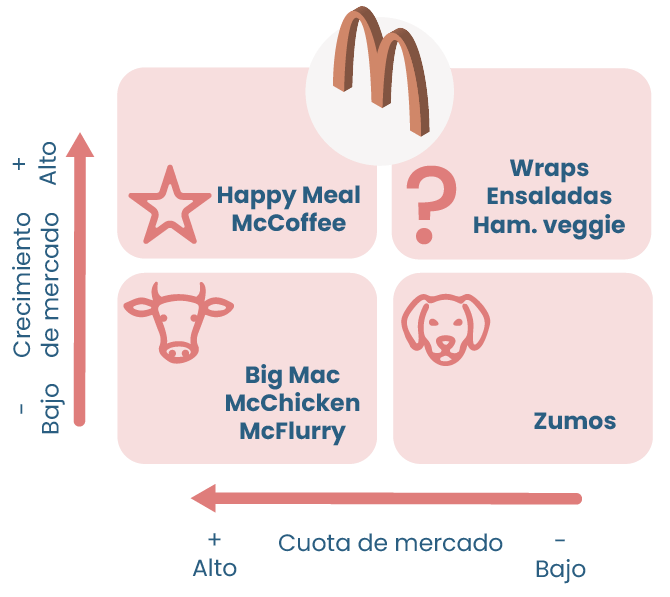 Happy Meal
McCoffee
?
Wraps
Ensaladas
Ham. veggie
Big Mac
McChicken
McFlurry
Zumos
+
Alto
Crecimiento
de mercado
-
Bajo
+
Alto
Cuota de mercado
-
Bajo